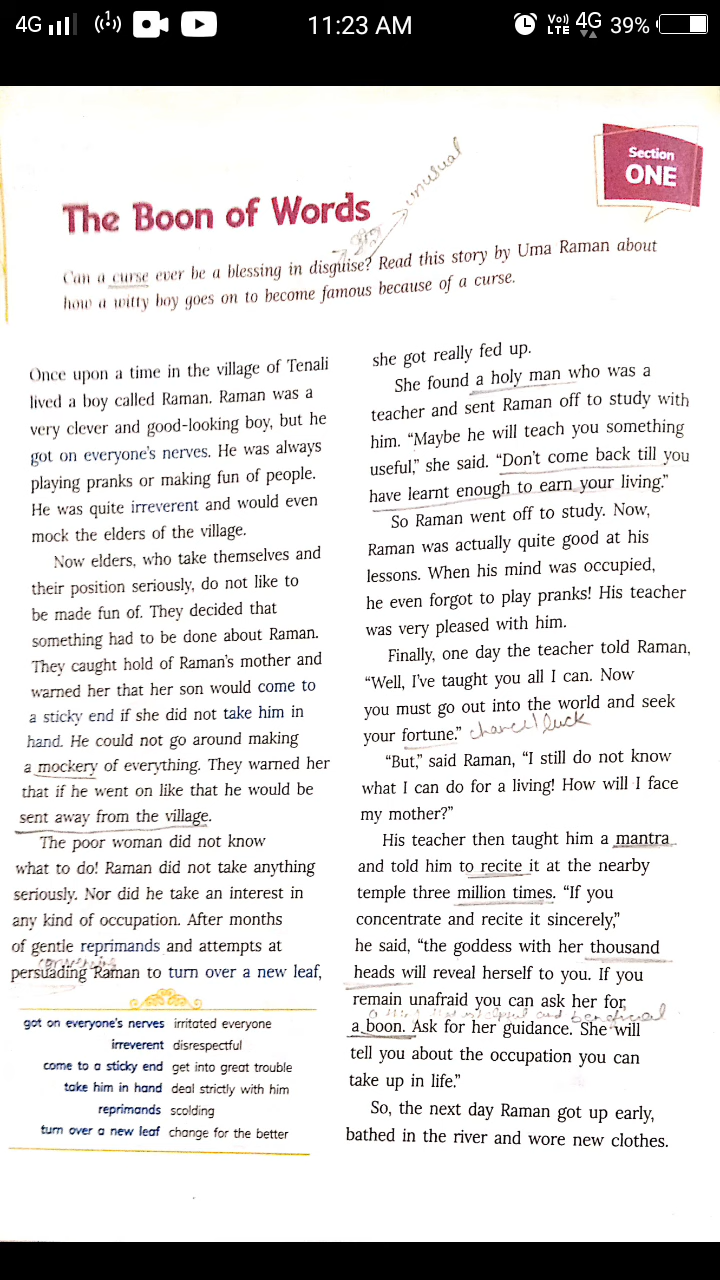 4G 11:23 AM Vo)) LTE 4G 39%
Section
ONE
unusual
The Boon of Words
Can a curse ever be a blessing in disguise? Read this story by Uma Raman about
how a witty boy goes on to become famous because of a curse.
Once upon a time in the village of Tenali
lived a boy called Raman. Raman was a
very clever and good-looking boy, but he
got on everyone's nerves. He was always
playing pranks or making fun of people.
He was quite irreverent and would even
mock the elders of the village.
Now elders, who take themselves and
their position seriously, do not like to
be made fun of. They decided that
something had to be done about Raman.
They caught hold of Raman's mother and
warned her that her son would come to
a sticky end if she did not take him in
hand. He could not go around making
a mockery of everything. They warned her
that if he went on like that he would be
sent away from the village.
The poor woman did not know
what to do! Raman did not take anything
seriously. Nor did he take an interest in
any kind of occupation. After months
of gentle reprimands and attempts at
persuading Raman to turn over a new leaf,
got on everyone's nerves irritated everyone
irreverent disrespectful
come to a sticky end get into great trouble
take him in hand deal strictly with him
reprimands scolding
turn over a new leaf change for the better
she got really fed up.
She found a holy man who was a
teacher and sent Raman off to study with
him. "Maybe he will teach you something
useful," she said. "Don't come back till you
have learnt enough to earn your living."
So Raman went off to study. Now,
Raman was actually quite good at his
lessons. When his mind was occupied,
he even forgot to play pranks! His teacher
was very pleased with him.
Finally, one day the teacher told Raman,
"Well, I've taught you all I can. Now
you must go out into the world and seek
your fortune." chance/luck
"But," said Raman, "I still do not know
what I can do for a living! How will I face
my mother?"
His teacher then taught him a mantra
and told him to recite it at the nearby
temple three million times. "If you
concentrate and recite it sincerely,"
he said, "the goddess with her thousand
heads will reveal herself to you. If you
remain unafraid you can ask her for
and beneficial
a boon. Ask for her guidance. She will
tell you about the occupation you can
take up in life."
So, the next day Raman got up early,
bathed in the river and wore new clothes.